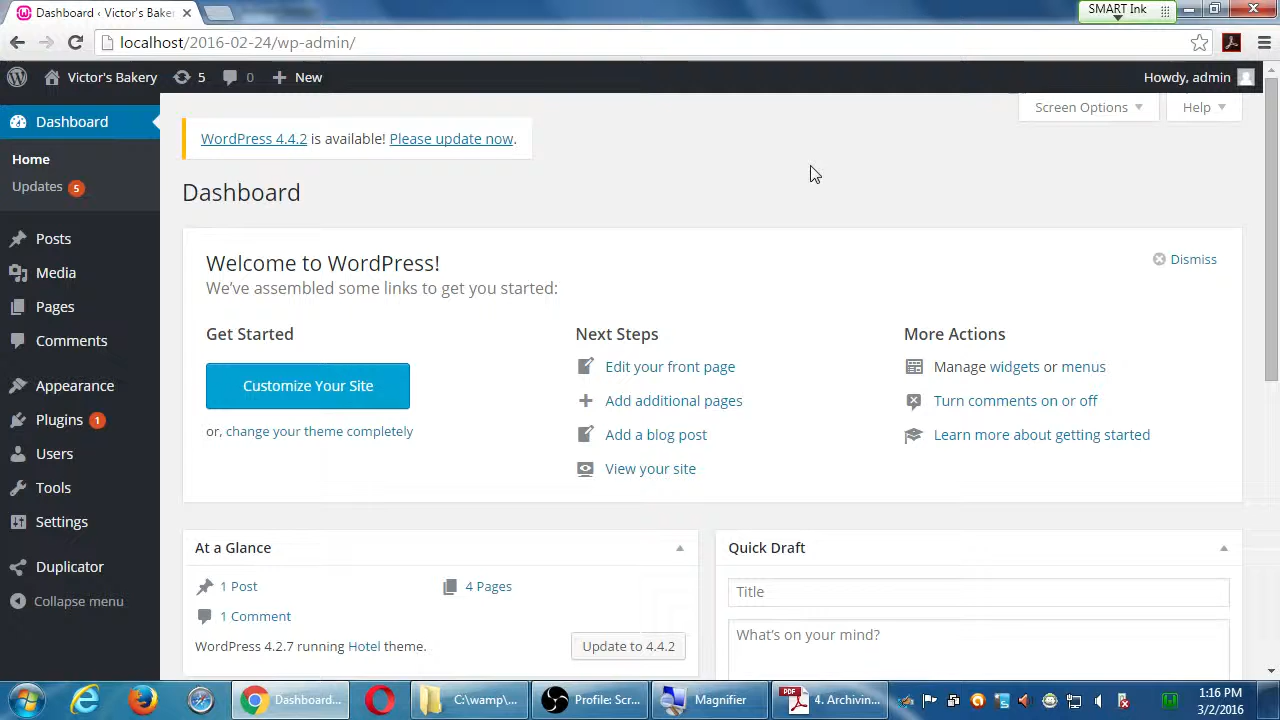 Dashboard ‹ Victor's Bake
SMART Ink
localhost/2016-02-24/wp-admin/
Victor's Bakery 5 0 New
Howdy, admin
Dashboard
Home
Updates 5
Posts
Media
Pages
Comments
Appearance
Plugins 1
Users
Tools
Settings
Duplicator
Collapse menu
Screen Options
Help
WordPress 4.4.2 is available! Please update now.
Dashboard
Welcome to WordPress!
Dismiss
We've assembled some links to get you started:
Get Started
Customize Your Site
or, change your theme completely
Next Steps
Edit your front page
Add additional pages
Add a blog post
View your site
More Actions
Manage widgets or menus
Turn comments on or off
Learn more about getting started
At a Glance
1 Post
4 Pages
1 Comment
WordPress 4.2.7 running Hotel theme.
Update to 4.4.2
Quick Draft
Title
What's on your mind?
Dashboard...
C:\wamp\...
Profile: Scr...
Magnifier
PDF
4. Archivin...
1:16 PM
3/2/2016